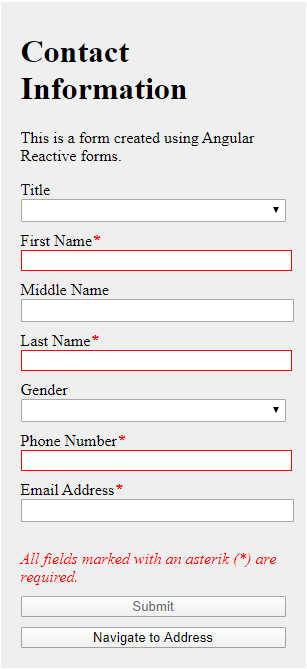 Contact
Information
This is a form created using Angular
Reactive forms.
Title
First Name*
Middle Name
Last Name*
Gender
Phone Number*
Email Address*
All fields marked with an asterik (*) are
required.
Submit
Navigate to Address